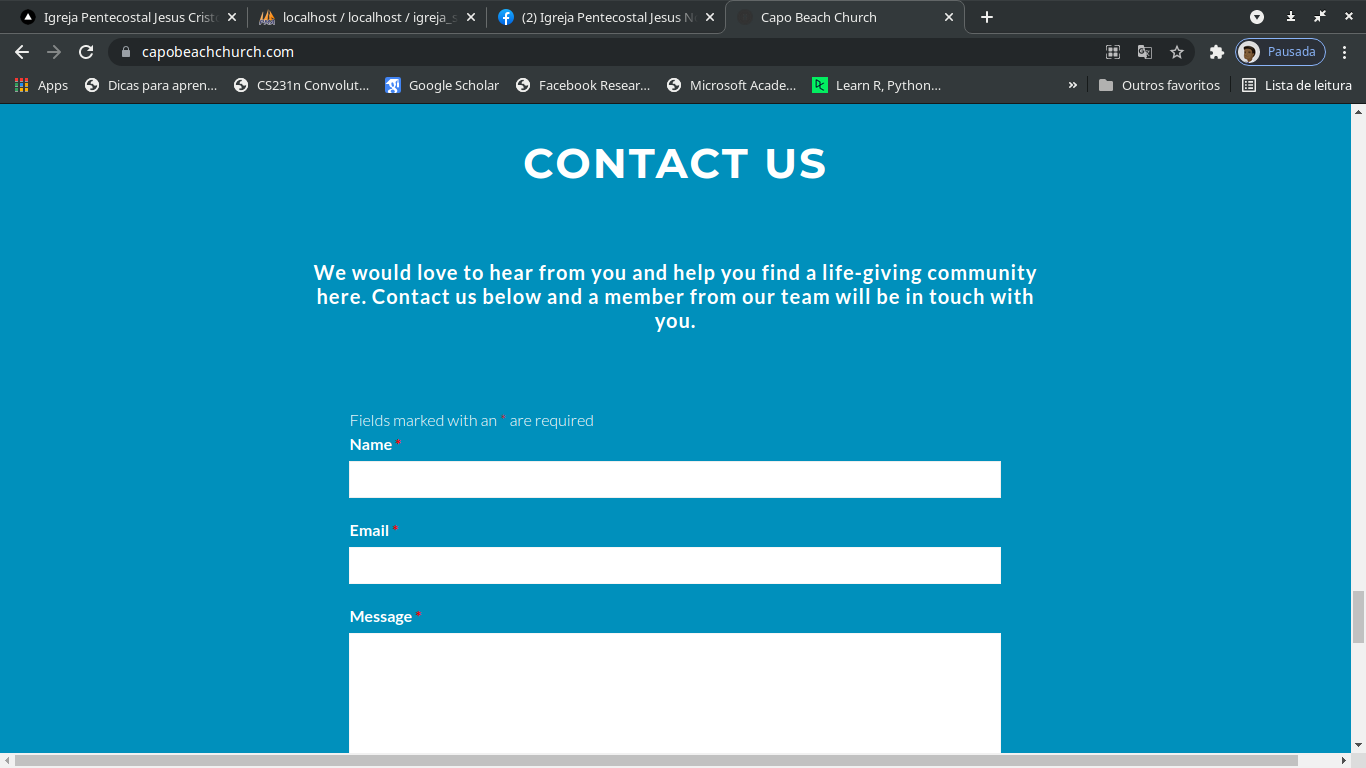 Igreja Pentecostal Jesus Crist
localhost / localhost / igreja_s
(2) Igreja Pentecostal Jesus N
Capo Beach Church
capobeachchurch.com
Pausada
Apps
Dicas para apren...
CS231n Convolut...
Google Scholar
Facebook Resear...
Microsoft Acade...
Learn R, Python...
»
Outros favoritos
Lista de leitura
CONTACT US
We would love to hear from you and help you find a life-giving community
here. Contact us below and a member from our team will be in touch with
you.
Fields marked with an * are required
Name *
Email *
Message *